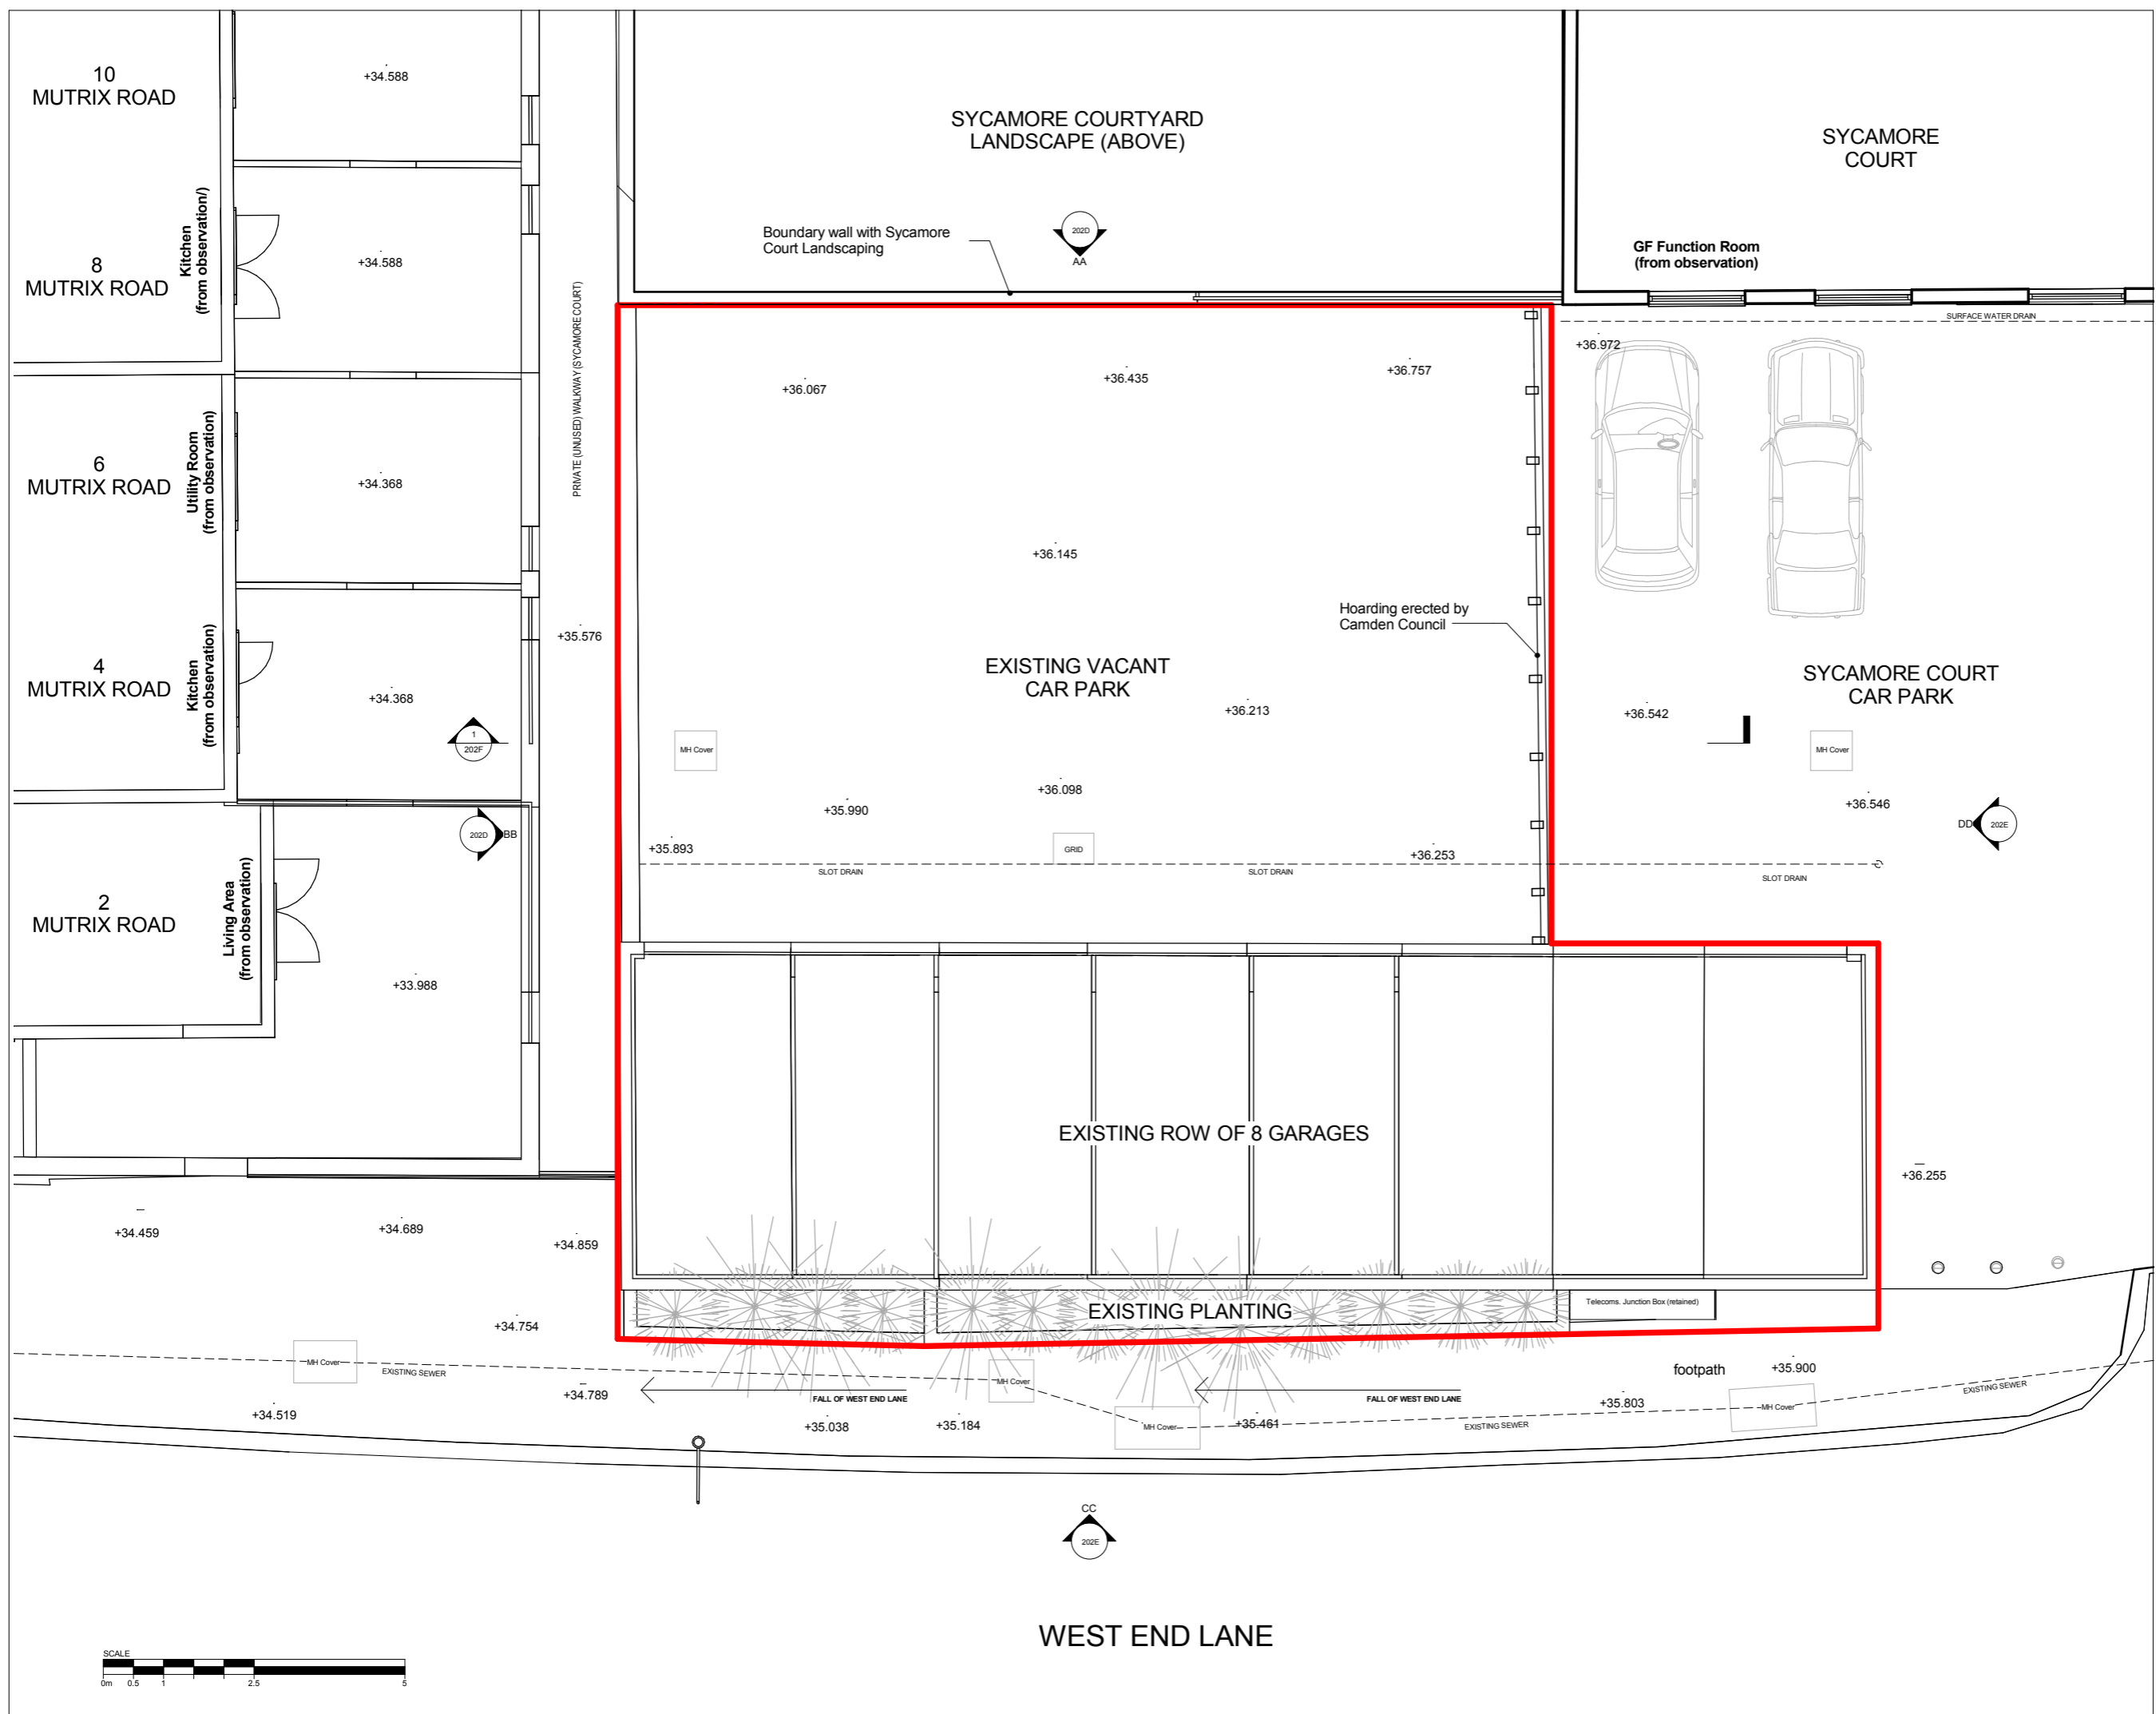 10
MUTRIX ROAD
+34.588
SYCAMORE COURTYARD
LANDSCAPE (ABOVE)
SYCAMORE
COURT
8
MUTRIX ROAD
Kitchen
(from observation/)
+34.588
PRIVATE (UNUSED) WALKWAY (SYCAMORE COURT)
Boundary wall with Sycamore
Court Landscaping
202D
AA
GF Function Room
(from observation)
SURFACE WATER DRAIN
+36.972
+36.067
+36.435
+36.757
6
MUTRIX ROAD
Utility Room
(from observation)
+34.368
+36.145
Hoarding erected by
Camden Council
+35.576
4
MUTRIX ROAD
Kitchen
(from observation)
+34.368
1
202F
EXISTING VACANT
CAR PARK
+36.213
SYCAMORE COURT
CAR PARK
+36.542
MH Cover
MH Cover
+35.990
+36.098
+36.546
202D
BB
DD
202E
+35.893
GRID
+36.253
SLOT DRAIN
SLOT DRAIN
SLOT DRAIN
2
MUTRIX ROAD
Living Area
(from observation)
+33.988
EXISTING ROW OF 8 GARAGES
+36.255
+34.459
+34.689
+34.859
EXISTING PLANTING
Telecoms. Junction Box (retained)
+34.754
MH Cover
EXISTING SEWER
+34.789
MH Cover
FALL OF WEST END LANE
FALL OF WEST END LANE
footpath
+35.900
EXISTING SEWER
+35.803
MH Cover
+34.519
+35.038
+35.184
MH Cover
+35.461
EXISTING SEWER
CC
202E
WEST END LANE
SCALE
0m 0.5 1 2.5 5